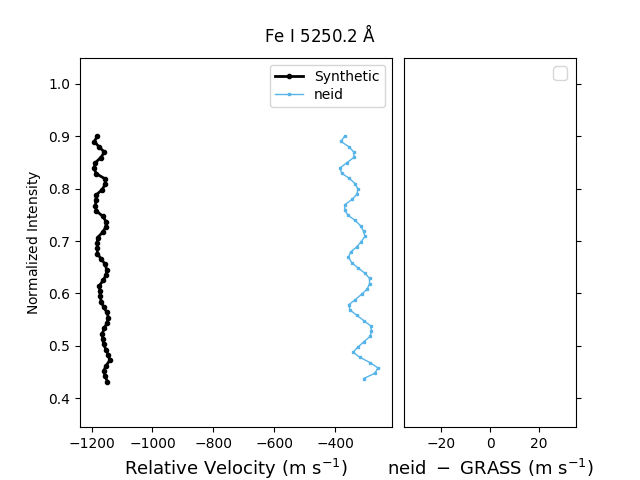 Fe I 5250.2 Å
Synthetic
neid
1.0
0.9
0.8
0.7
0.6
0.5
0.4
Normalized Intensity
−1200 −1000 −800 −600 −400
−20 0 20
Relative Velocity (m s⁻¹)
neid − GRASS (m s⁻¹)